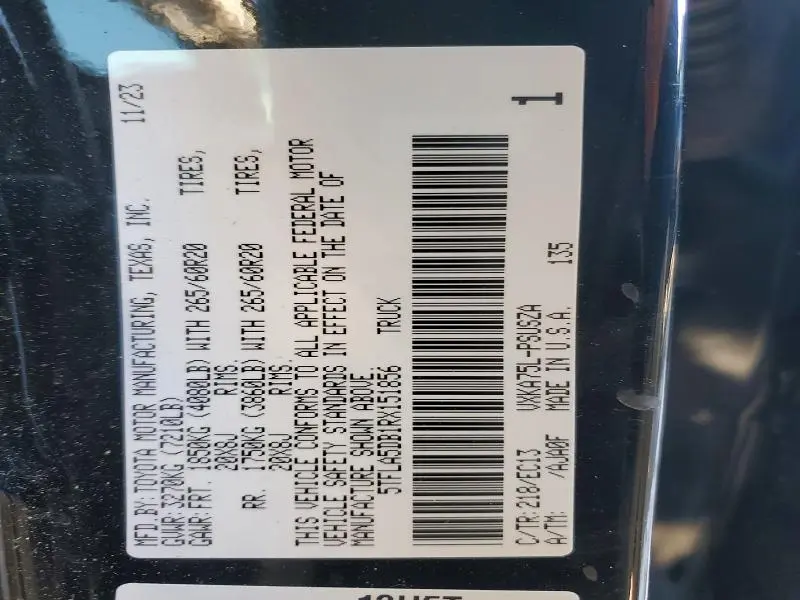 MFD.BY: TOYOTA MOTOR MANUFACTURING, TEXAS, INC. 11/23
GVWR: 3270KG (7210LB)
GAWR: FRT. 1850KG (4080LB) WITH 265/60R20 TIRES,
20X8J RIMS.
RR. 1750KG (3860LB) WITH 265/60R20 TIRES,
20X8J RIMS.
THIS VEHICLE CONFORMS TO ALL APPLICABLE FEDERAL MOTOR
VEHICLE SAFETY STANDARDS IN EFFECT ON THE DATE OF
MANUFACTURE SHOWN ABOVE.
5TFLA5DB1RX151856 TRUCK
1
C/TR: 218/EC13 VXKA75L-PSUSZA
A/TM: /AJA0F MADE IN U.S.A. 135